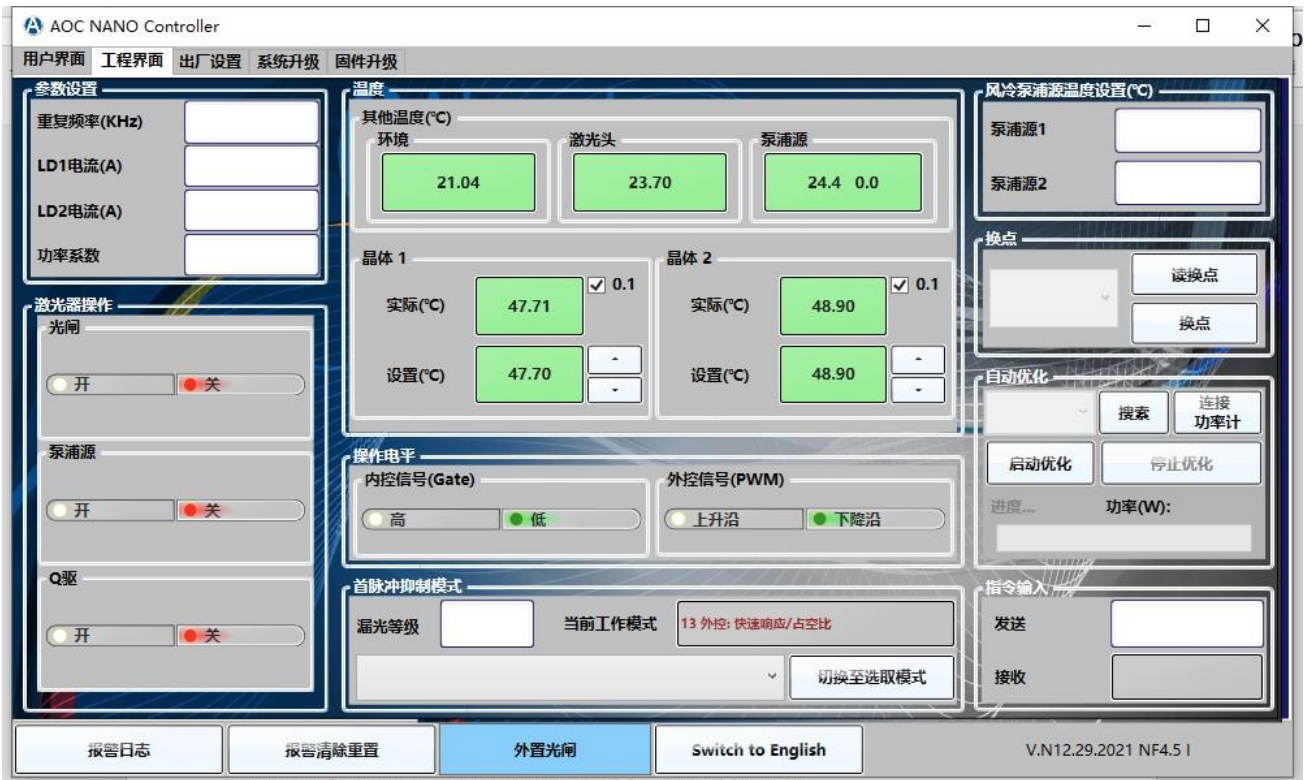 AOC NANO Controller
用户界面 工程界面 出厂设置 系统升级 固件升级
参数设置
重复频率(KHz)
LD1电流(A)
LD2电流(A)
功率系数
激光器操作
光闸
开 关
泵浦源
开 关
Q驱
开 关
温度
其他温度(℃)
环境 激光头 泵浦源
21.04 23.70 24.4 0.0
晶体 1
实际(℃) 47.71 0.1
设置(℃) 47.70
晶体 2
实际(℃) 48.90 0.1
设置(℃) 48.90
操作电平
内控信号(Gate)
高 低
外控信号(PWM)
上升沿 下降沿
首脉冲抑制模式
漏光等级 当前工作模式 13 外控: 快速响应/占空比
切换至选取模式
风冷泵浦源温度设置(℃)
泵浦源1
泵浦源2
换点
读换点
换点
自动优化
搜索 连接
功率计
启动优化 停止优化
进度... 功率(W):
指令输入
发送
接收
报警日志 报警清除重置 外置光闸 Switch to English V.N12.29.2021 NF4.5 I